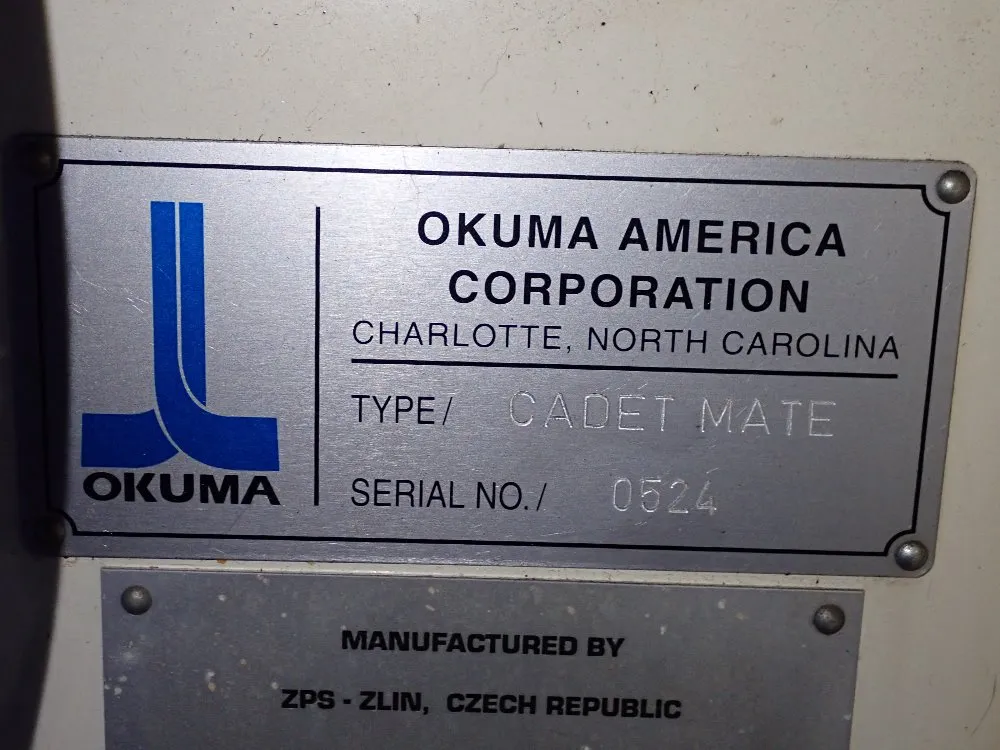 OKUMA
OKUMA AMERICA
CORPORATION
CHARLOTTE, NORTH CAROLINA
TYPE/ CADET MATE
SERIAL NO./ 0524
MANUFACTURED BY
ZPS - ZLIN, CZECH REPUBLIC